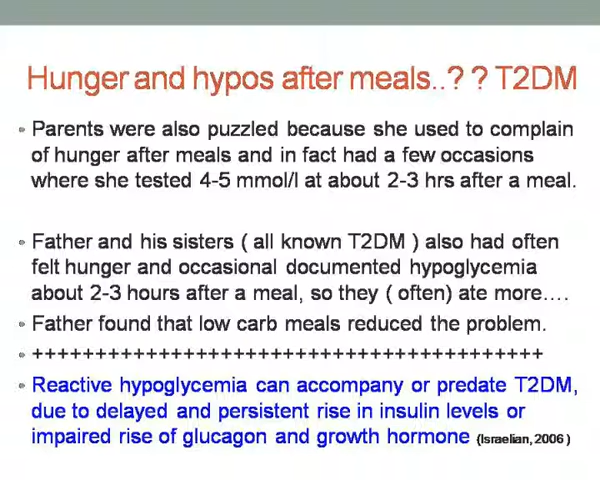 Hunger and hypos after meals..? ? T2DM
Parents were also puzzled because she used to complain
of hunger after meals and in fact had a few occasions
where she tested 4-5 mmol/l at about 2-3 hrs after a meal.
Father and his sisters ( all known T2DM ) also had often
felt hunger and occasional documented hypoglycemia
about 2-3 hours after a meal, so they ( often) ate more….
Father found that low carb meals reduced the problem.
++++++++++++++++++++++++++++++++++++++++
Reactive hypoglycemia can accompany or predate T2DM,
due to delayed and persistent rise in insulin levels or
impaired rise of glucagon and growth hormone {Israelian, 2006 )